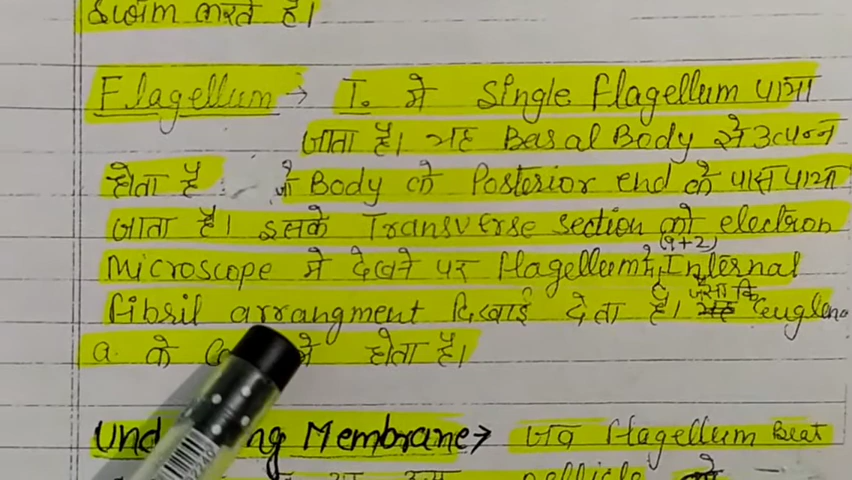 करते है।
Flagellum → T. मे single flagellum पाया
जाता है। यह Basal Body से उत्पन्न
होता है जो Body के Posterior end के पास पाया
जाता है। इसके Transverse section को electron
(9+2)
Microscope मे देखने पर flagellum मे Internal
fibril arrangment दिखाई देता है। जैसा कि Euglena
a. के मे होता है।
Membrane → जब flagellum Beat
pellicle